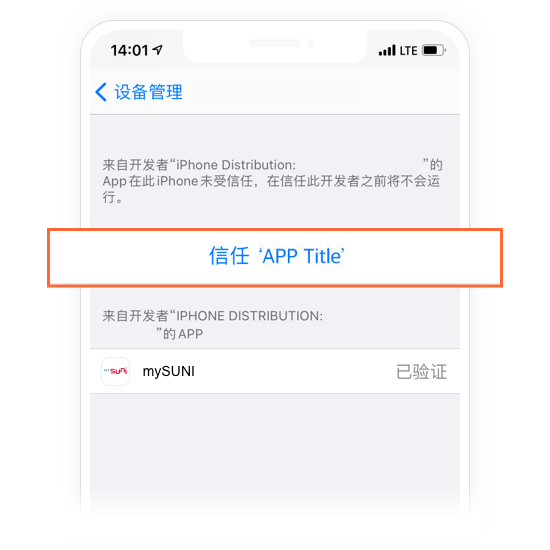 14:01 LTE
设备管理
来自开发者“iPhone Distribution: ”的
App在此iPhone未受信任，在信任此开发者之前将不会运
行。
信任 ‘APP Title’
来自开发者“IPHONE DISTRIBUTION:
”的 APP
my SUNI mySUNI 已验证